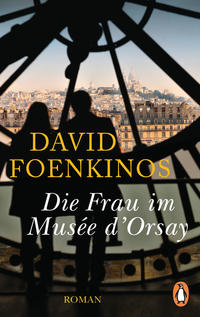 DAVID
FOENKINOS
Die Frau im
Musée d'Orsay
ROMAN